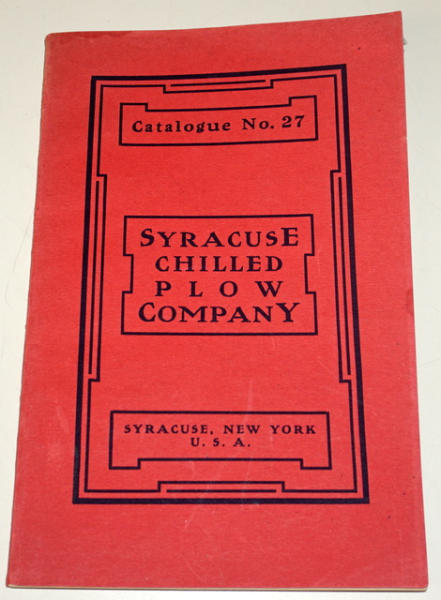 Catalogue No. 27
SYRACUSE
CHILLED
PLOW
COMPANY
SYRACUSE, NEW YORK
U. S. A.